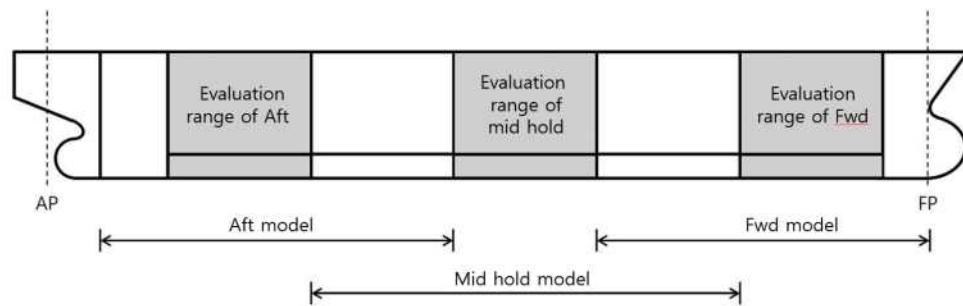 Evaluation
range of Aft
Evaluation
range of
mid hold
Evaluation
range of Fwd
AP
FP
Aft model
Fwd model
Mid hold model